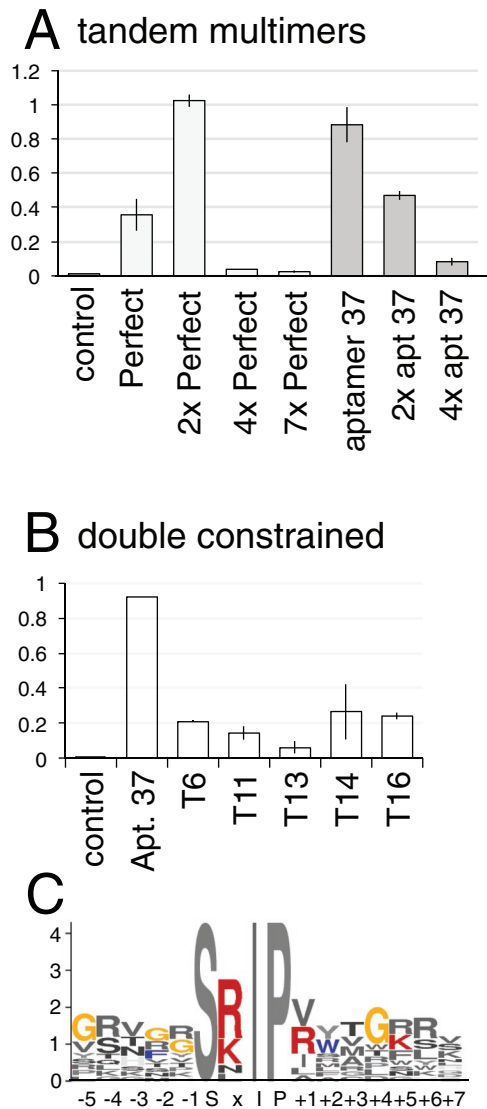 A tandem multimers
1.2
1
0.8
0.6
0.4
0.2
0
control
Perfect
2x Perfect
4x Perfect
7x Perfect
aptamer 37
2x apt 37
4x apt 37
B double constrained
1
0.8
0.6
0.4
0.2
0
control
Apt. 37
T6
T11
T13
T14
T16
C
4
3
2
1
0
G R V G R S R I P V Y T G R R
K R W K
-5 -4 -3 -2 -1 S x I P +1 +2 +3 +4 +5 +6 +7